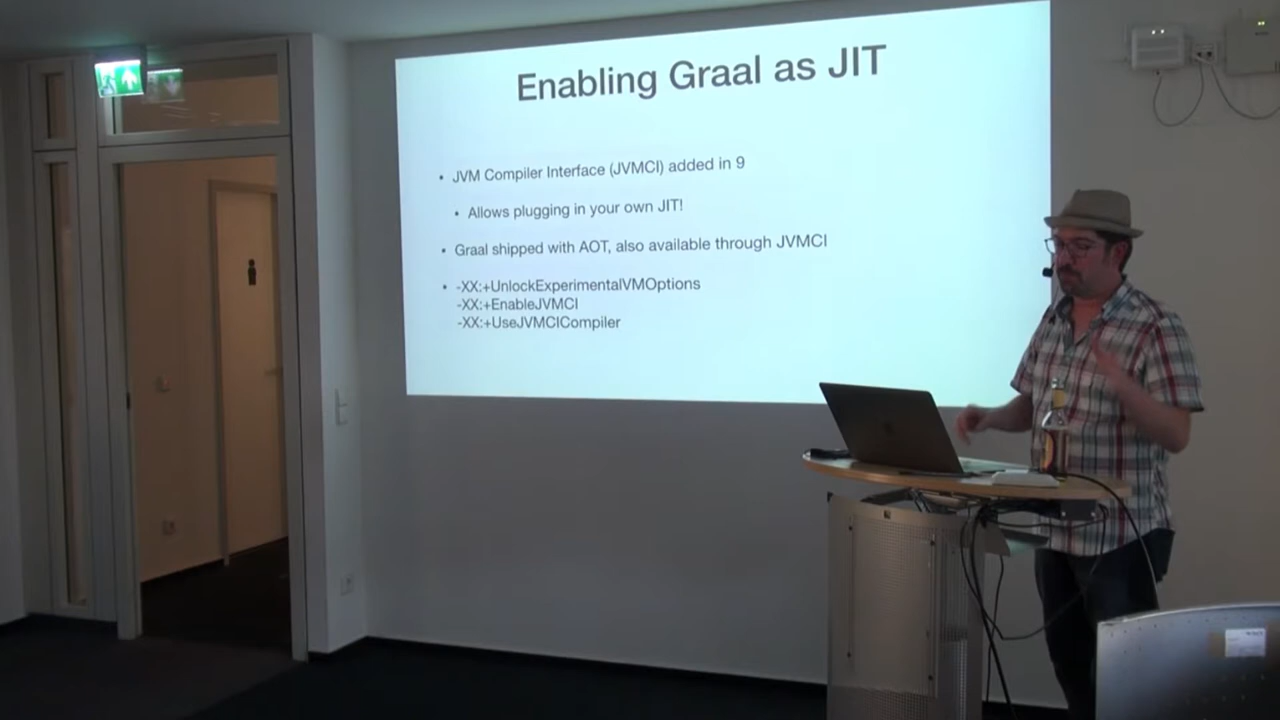 Enabling Graal as JIT
• JVM Compiler Interface (JVMCI) added in 9
• Allows plugging in your own JIT!
• Graal shipped with AOT, also available through JVMCI
• -XX:+UnlockExperimentalVMOptions
-XX:+EnableJVMCI
-XX:+UseJVMCICompiler